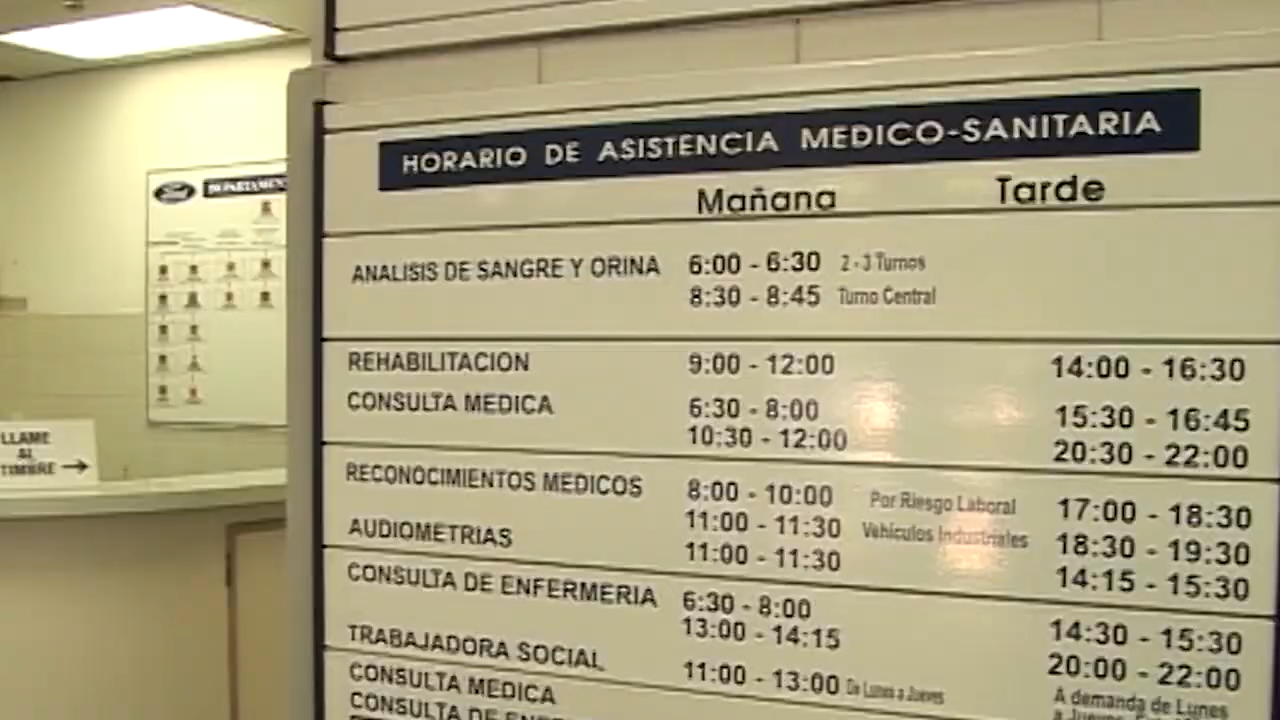 HORARIO DE ASISTENCIA MEDICO-SANITARIA
Mañana Tarde
ANALISIS DE SANGRE Y ORINA 6:00 - 6:30 2 - 3 Turnos
8:30 - 8:45 Turno Central
REHABILITACION 9:00 - 12:00 14:00 - 16:30
CONSULTA MEDICA 6:30 - 8:00 15:30 - 16:45
10:30 - 12:00 20:30 - 22:00
RECONOCIMIENTOS MEDICOS 8:00 - 10:00 Por Riesgo Laboral 17:00 - 18:30
11:00 - 11:30 Vehículos Industriales 18:30 - 19:30
AUDIOMETRIAS 11:00 - 11:30 14:15 - 15:30
CONSULTA DE ENFERMERIA 6:30 - 8:00 14:30 - 15:30
13:00 - 14:15 20:00 - 22:00
TRABAJADORA SOCIAL 11:00 - 13:00 De Lunes a Jueves A demanda de Lunes
a Jueves
CONSULTA MEDICA
CONSULTA DE
Ford
LLAME
AL
TIMBRE →